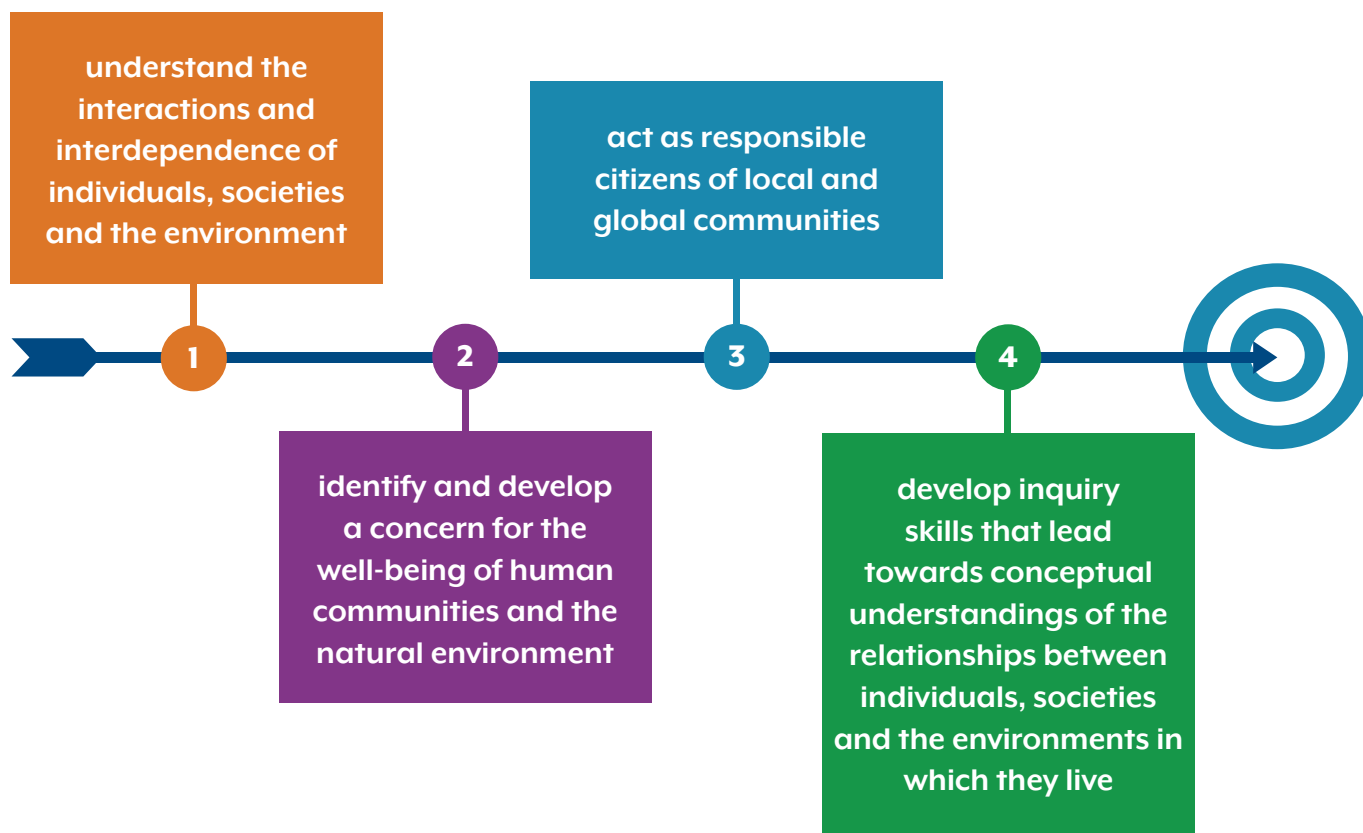 1
understand the
interactions and
interdependence of
individuals, societies
and the environment
2
identify and develop
a concern for the
well-being of human
communities and the
natural environment
3
act as responsible
citizens of local and
global communities
4
develop inquiry
skills that lead
towards conceptual
understandings of the
relationships between
individuals, societies
and the environments in
which they live